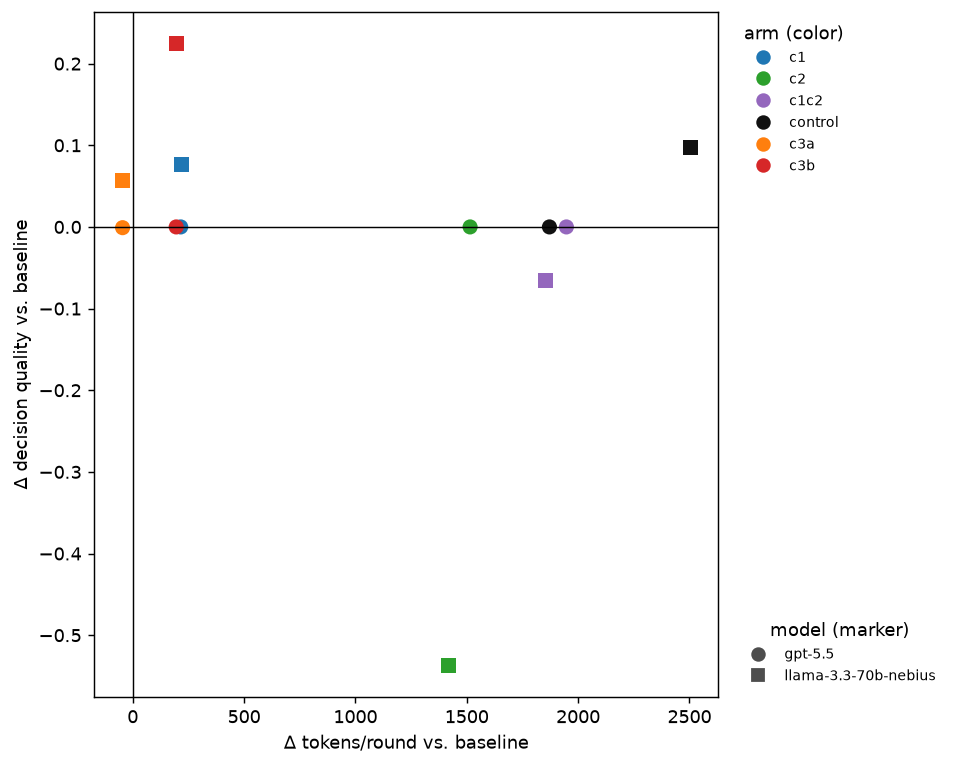 arm (color)
c1
c2
c1c2
control
c3a
c3b
0.2
0.1
0.0
−0.1
−0.2
−0.3
−0.4
−0.5
Δ decision quality vs. baseline
model (marker)
gpt-5.5
llama-3.3-70b-nebius
0 500 1000 1500 2000 2500
Δ tokens/round vs. baseline